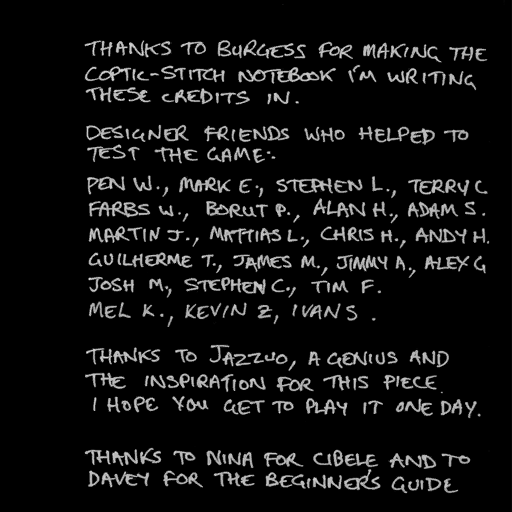 THANKS TO BURGESS FOR MAKING THE
COPTIC-STITCH NOTEBOOK I'M WRITING
THESE CREDITS IN.
DESIGNER FRIENDS WHO HELPED TO
TEST THE GAME:
PEN W., MARK E., STEPHEN L., TERRY C
FARBS W., BORUT P., ALAN H., ADAM S.
MARTIN J., MATTIAS L., CHRIS H., ANDY H.
GUILHERME T., JAMES M., JIMMY A., ALEX G
JOSH M., STEPHEN C., TIM F.
MEL K., KEVIN Z, IVAN S.
THANKS TO JAZZUO, A GENIUS AND
THE INSPIRATION FOR THIS PIECE.
I HOPE YOU GET TO PLAY IT ONE DAY.
THANKS TO NINA FOR CIBELE AND TO
DAVEY FOR THE BEGINNER'S GUIDE